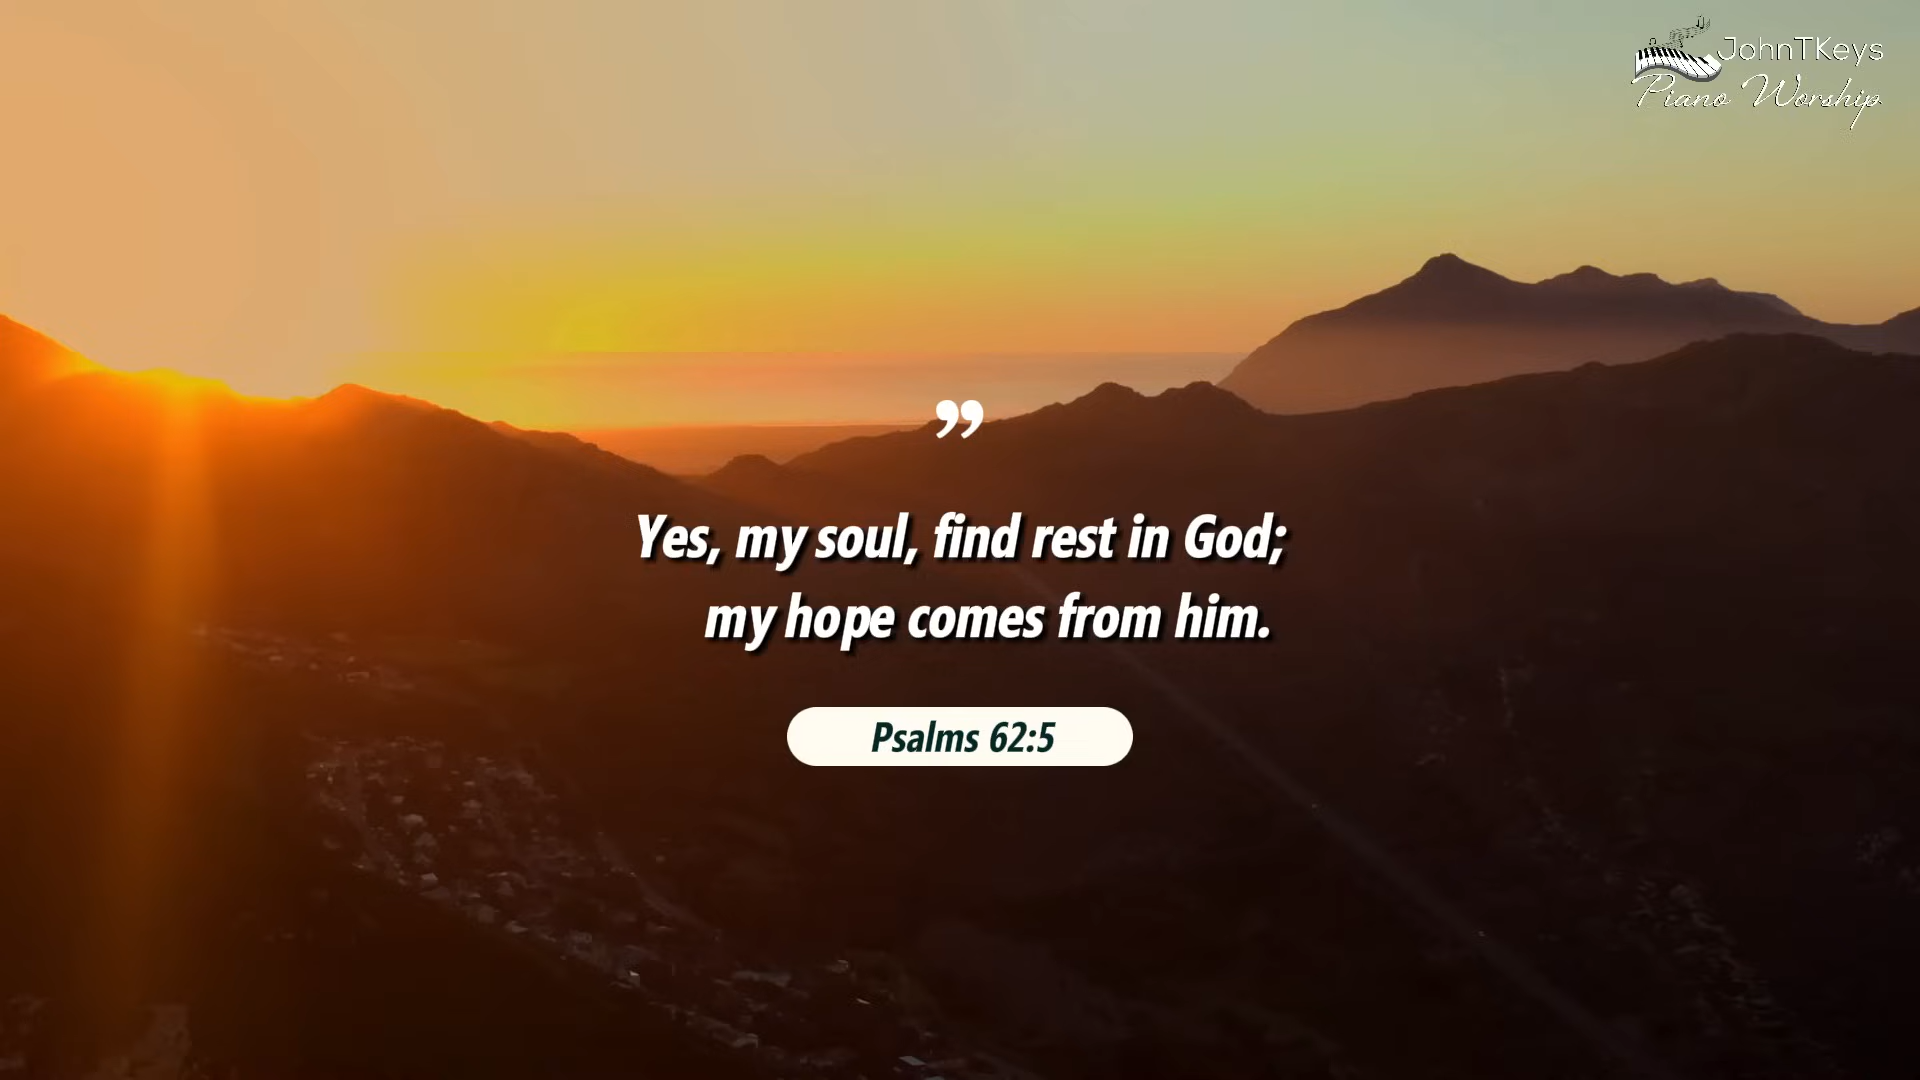 JohnTKeys
Piano Worship
”
Yes, my soul, find rest in God;
my hope comes from him.
Psalms 62:5